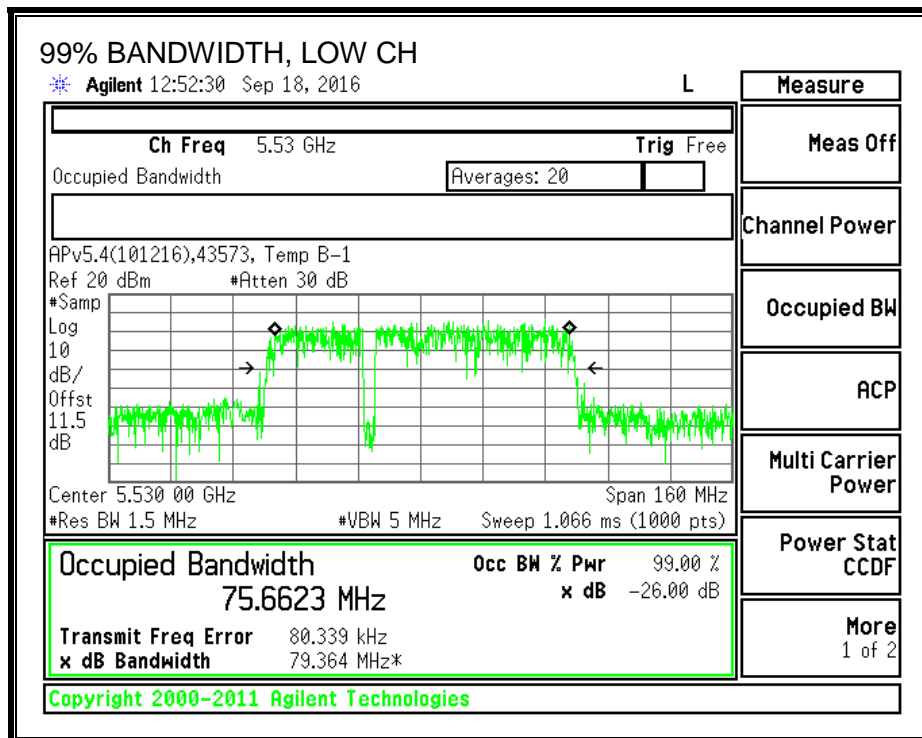 99% BANDWIDTH, LOW CH
Agilent 12:52:30 Sep 18, 2016 L
Measure
Ch Freq 5.53 GHz Trig Free
Occupied Bandwidth Averages: 20
APv5.4(101216),43573, Temp B-1
Ref 20 dBm #Atten 30 dB
#Samp
Log
10
dB/
Offst
11.5
dB
Center 5.530 00 GHz Span 160 MHz
#Res BW 1.5 MHz #VBW 5 MHz Sweep 1.066 ms (1000 pts)
Occupied Bandwidth Occ BW % Pwr 99.00 %
75.6623 MHz x dB -26.00 dB
Transmit Freq Error 80.339 kHz
x dB Bandwidth 79.364 MHz*
Copyright 2000-2011 Agilent Technologies
Meas Off
Channel Power
Occupied BW
ACP
Multi Carrier
Power
Power Stat
CCDF
More
1 of 2